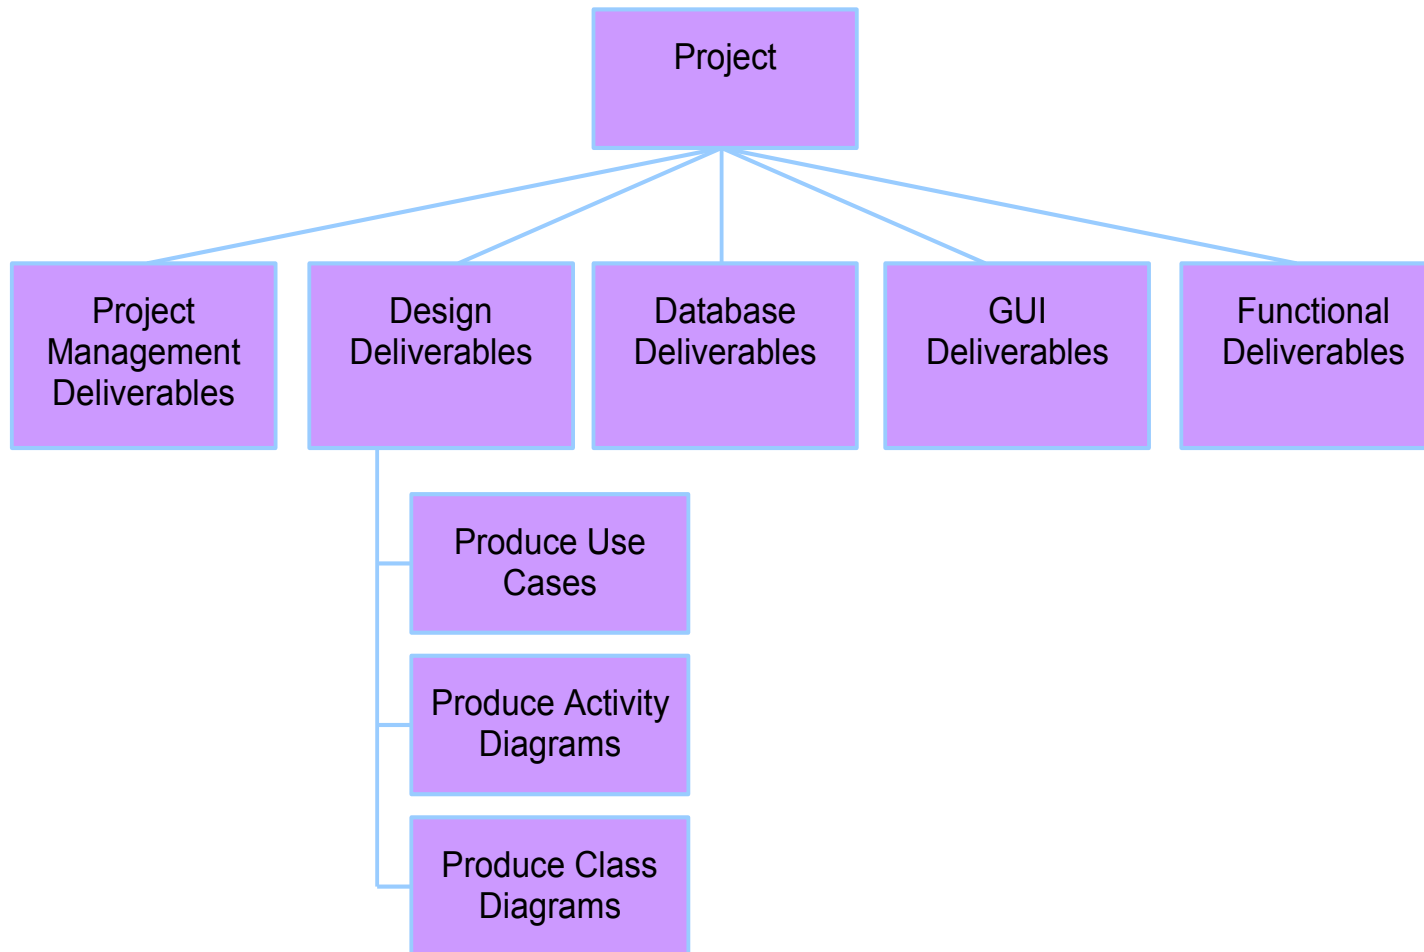 Project
Project
Management
Deliverables
Design
Deliverables
Database
Deliverables
GUI
Deliverables
Functional
Deliverables
Produce Use
Cases
Produce Activity
Diagrams
Produce Class
Diagrams